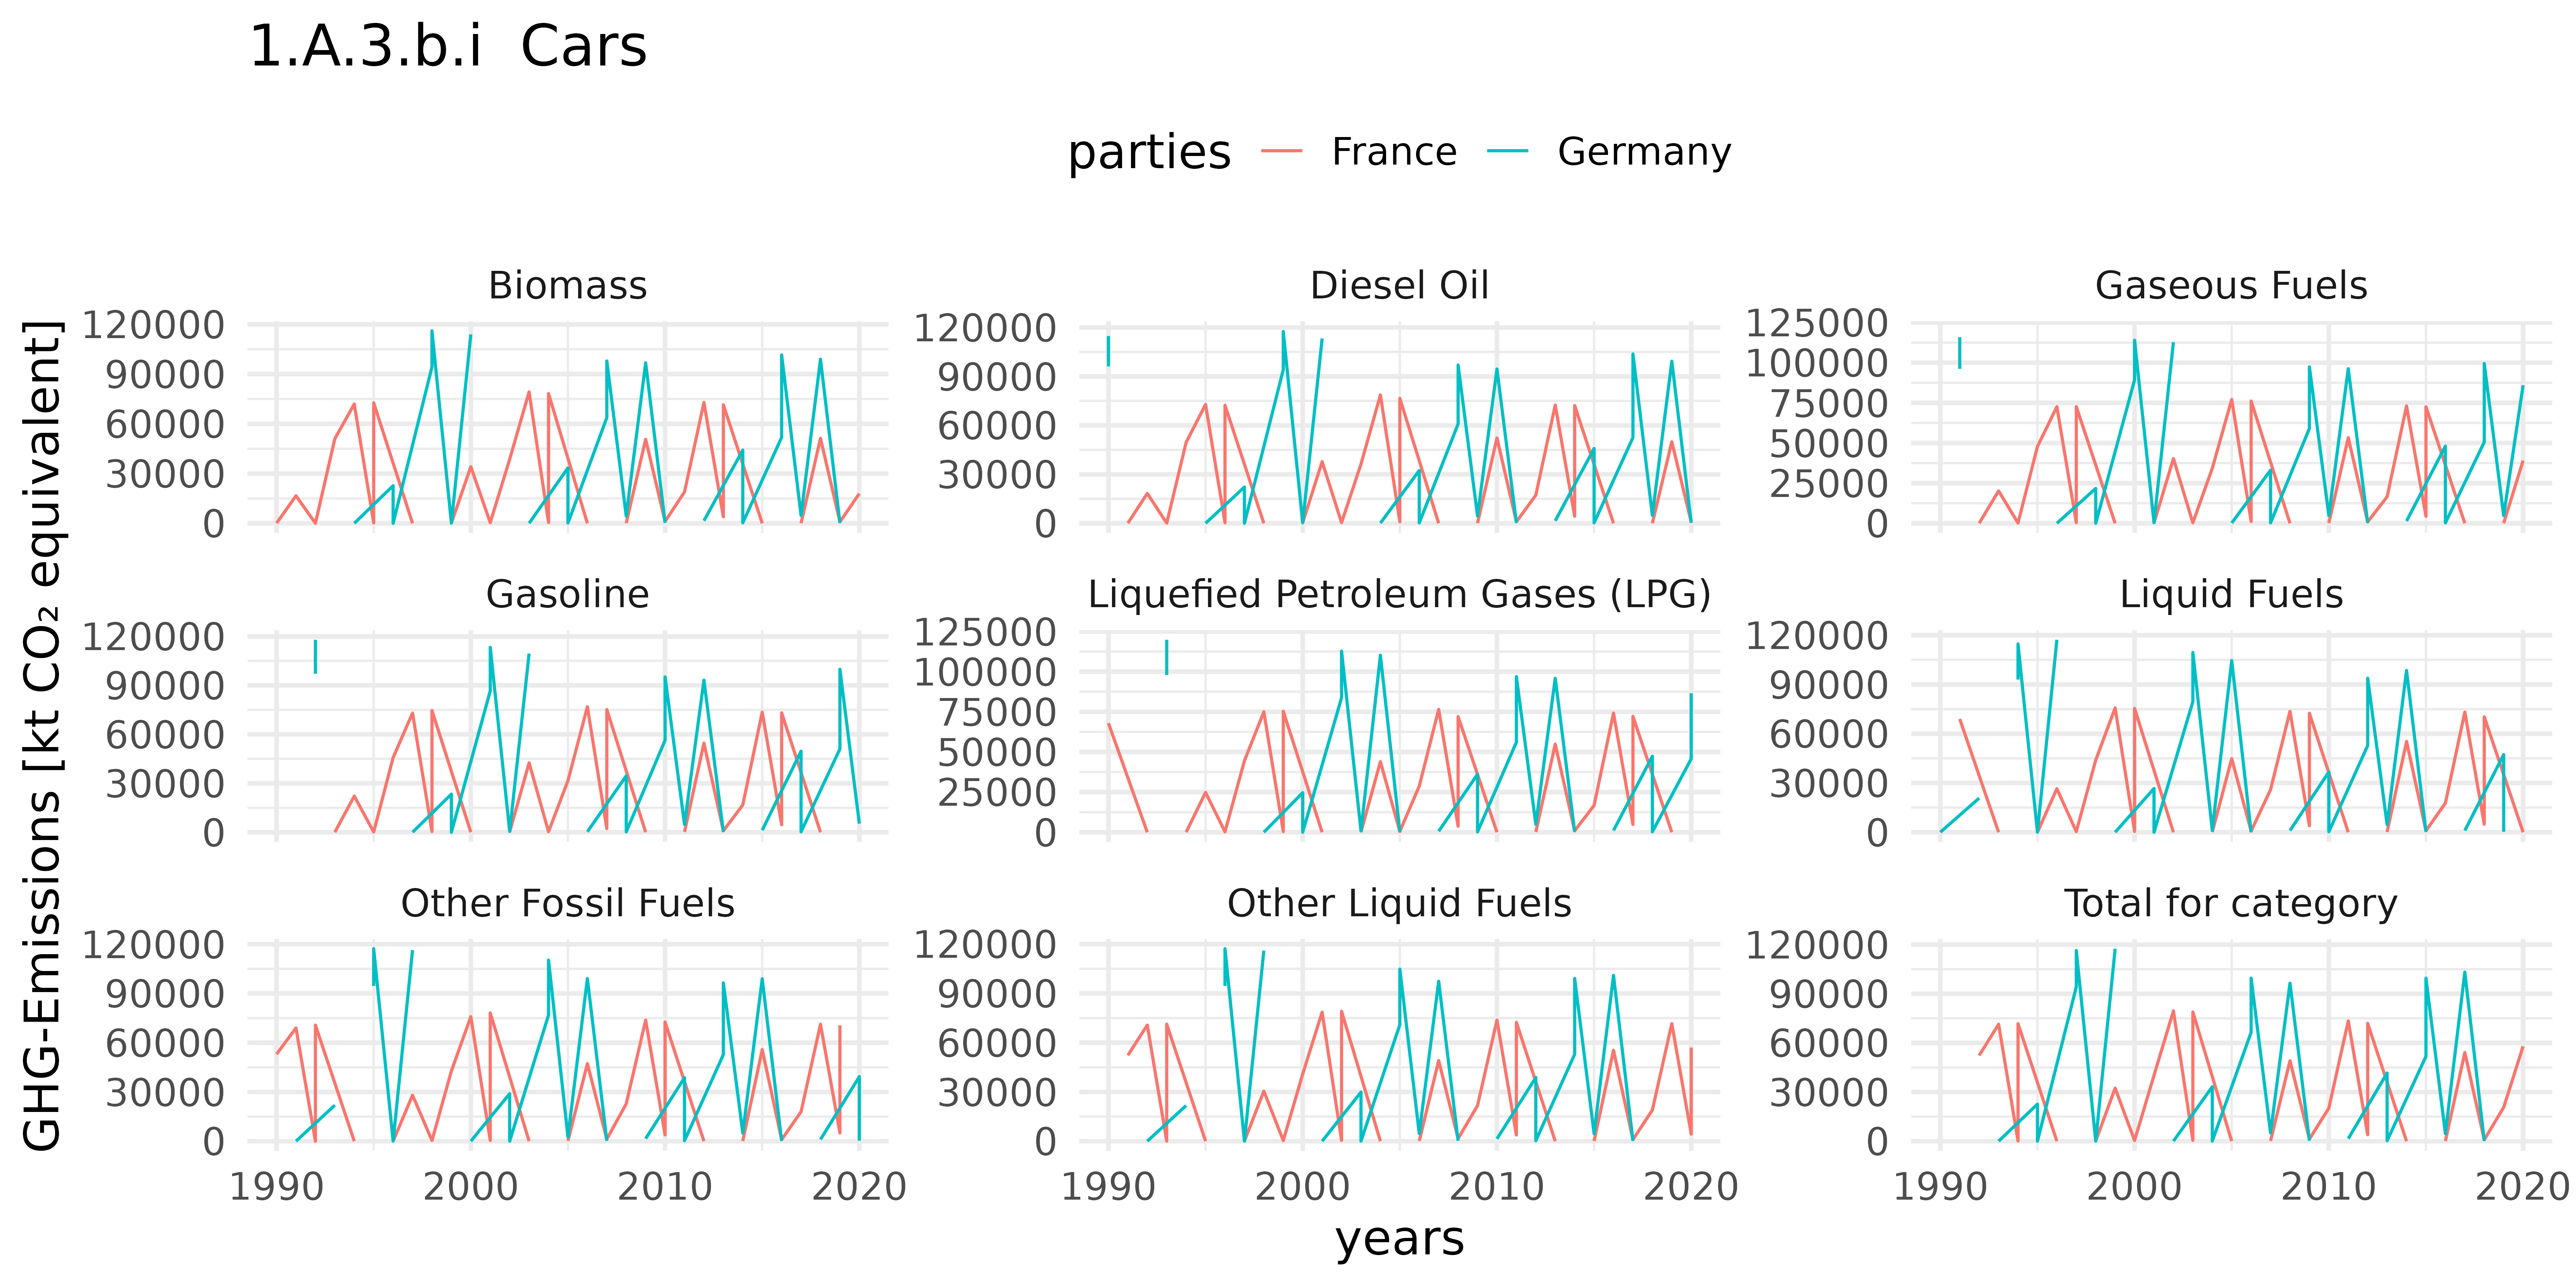 1.A.3.b.i  Cars
parties France Germany
GHG-Emissions [kt CO₂ equivalent]
Biomass
120000
90000
60000
30000
0
Diesel Oil
120000
90000
60000
30000
0
Gaseous Fuels
125000
100000
75000
50000
25000
0
Gasoline
120000
90000
60000
30000
0
Liquefied Petroleum Gases (LPG)
125000
100000
75000
50000
25000
0
Liquid Fuels
120000
90000
60000
30000
0
Other Fossil Fuels
120000
90000
60000
30000
0
1990 2000 2010 2020
Other Liquid Fuels
120000
90000
60000
30000
0
1990 2000 2010 2020
Total for category
120000
90000
60000
30000
0
1990 2000 2010 2020
years